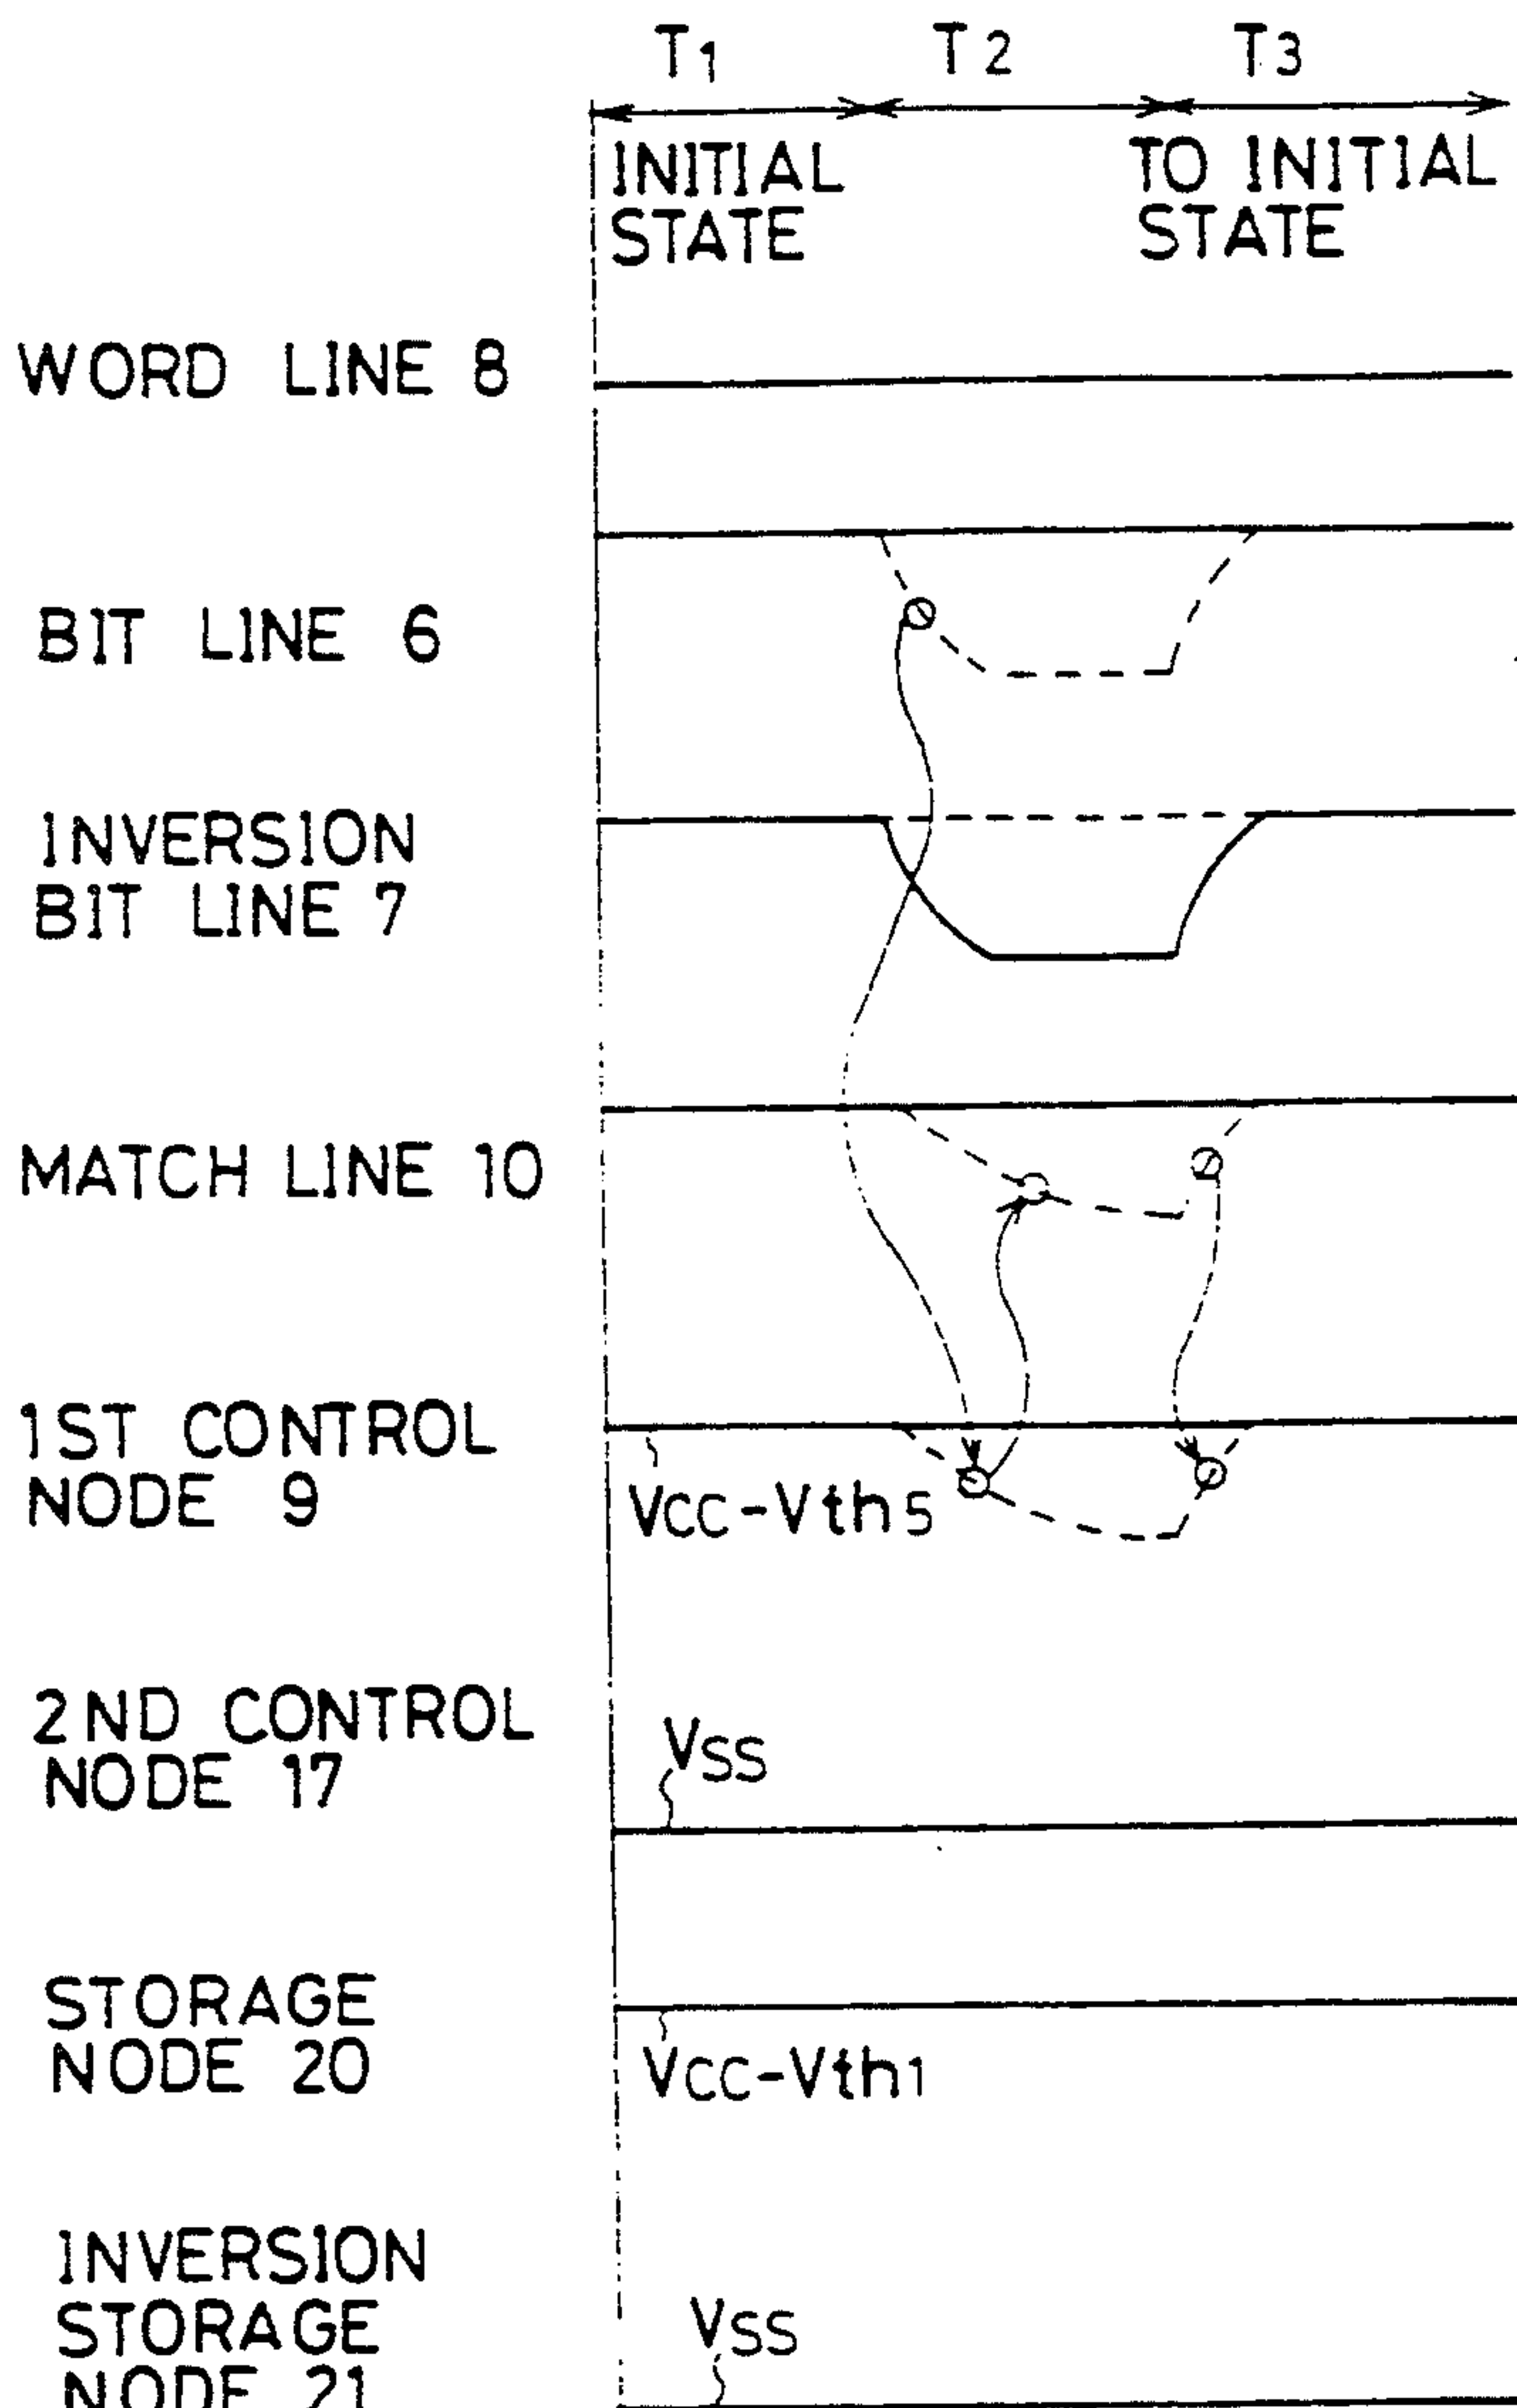 T1 T2 T3
INITIAL
STATE
TO INITIAL
STATE
WORD LINE 8
BIT LINE 6
INVERSION
BIT LINE 7
MATCH LINE 10
1ST CONTROL
NODE 9
VCC-Vth5
2ND CONTROL
NODE 17
VSS
STORAGE
NODE 20
VCC-Vth1
INVERSION
STORAGE
NODE 21
VSS